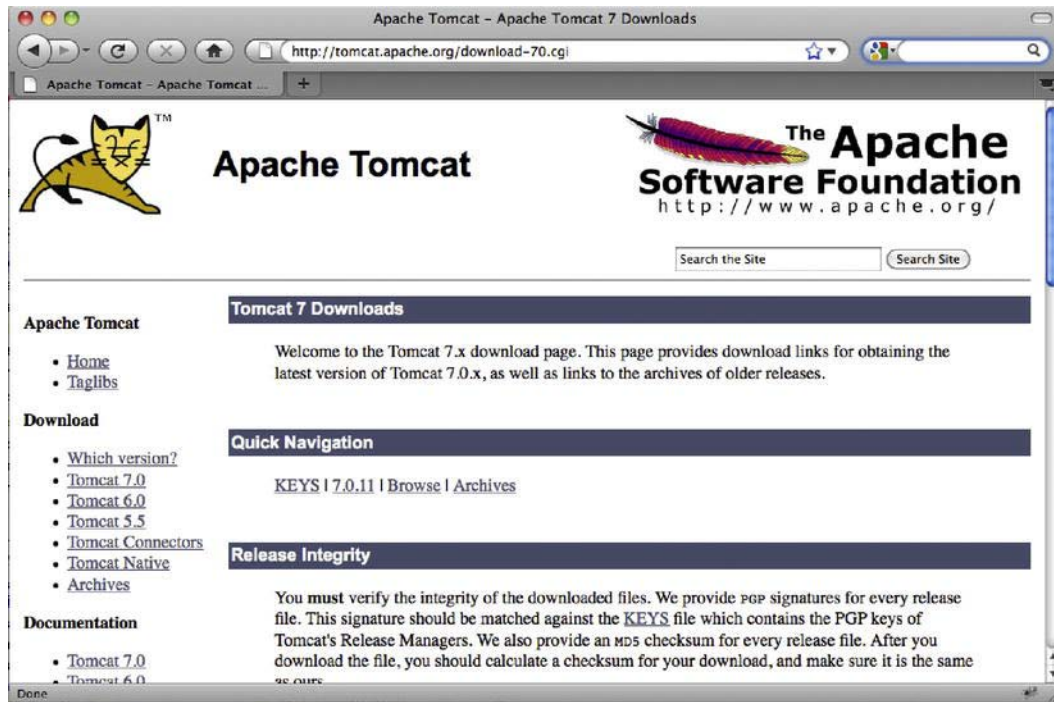 Apache Tomcat – Apache Tomcat 7 Downloads
http://tomcat.apache.org/download-70.cgi
Apache Tomcat – Apache Tomcat ...
TM
Apache Tomcat
The Apache
Software Foundation
http://www.apache.org/
Search the Site
Search Site
Apache Tomcat
Home
Taglibs
Download
Which version?
Tomcat 7.0
Tomcat 6.0
Tomcat 5.5
Tomcat Connectors
Tomcat Native
Archives
Documentation
Tomcat 7.0
Tomcat 6.0
Tomcat 7 Downloads
Welcome to the Tomcat 7.x download page. This page provides download links for obtaining the
latest version of Tomcat 7.0.x, as well as links to the archives of older releases.
Quick Navigation
KEYS | 7.0.11 | Browse | Archives
Release Integrity
You must verify the integrity of the downloaded files. We provide PGP signatures for every release
file. This signature should be matched against the KEYS file which contains the PGP keys of
Tomcat's Release Managers. We also provide an MD5 checksum for every release file. After you
download the file, you should calculate a checksum for your download, and make sure it is the same
as ours.
Done